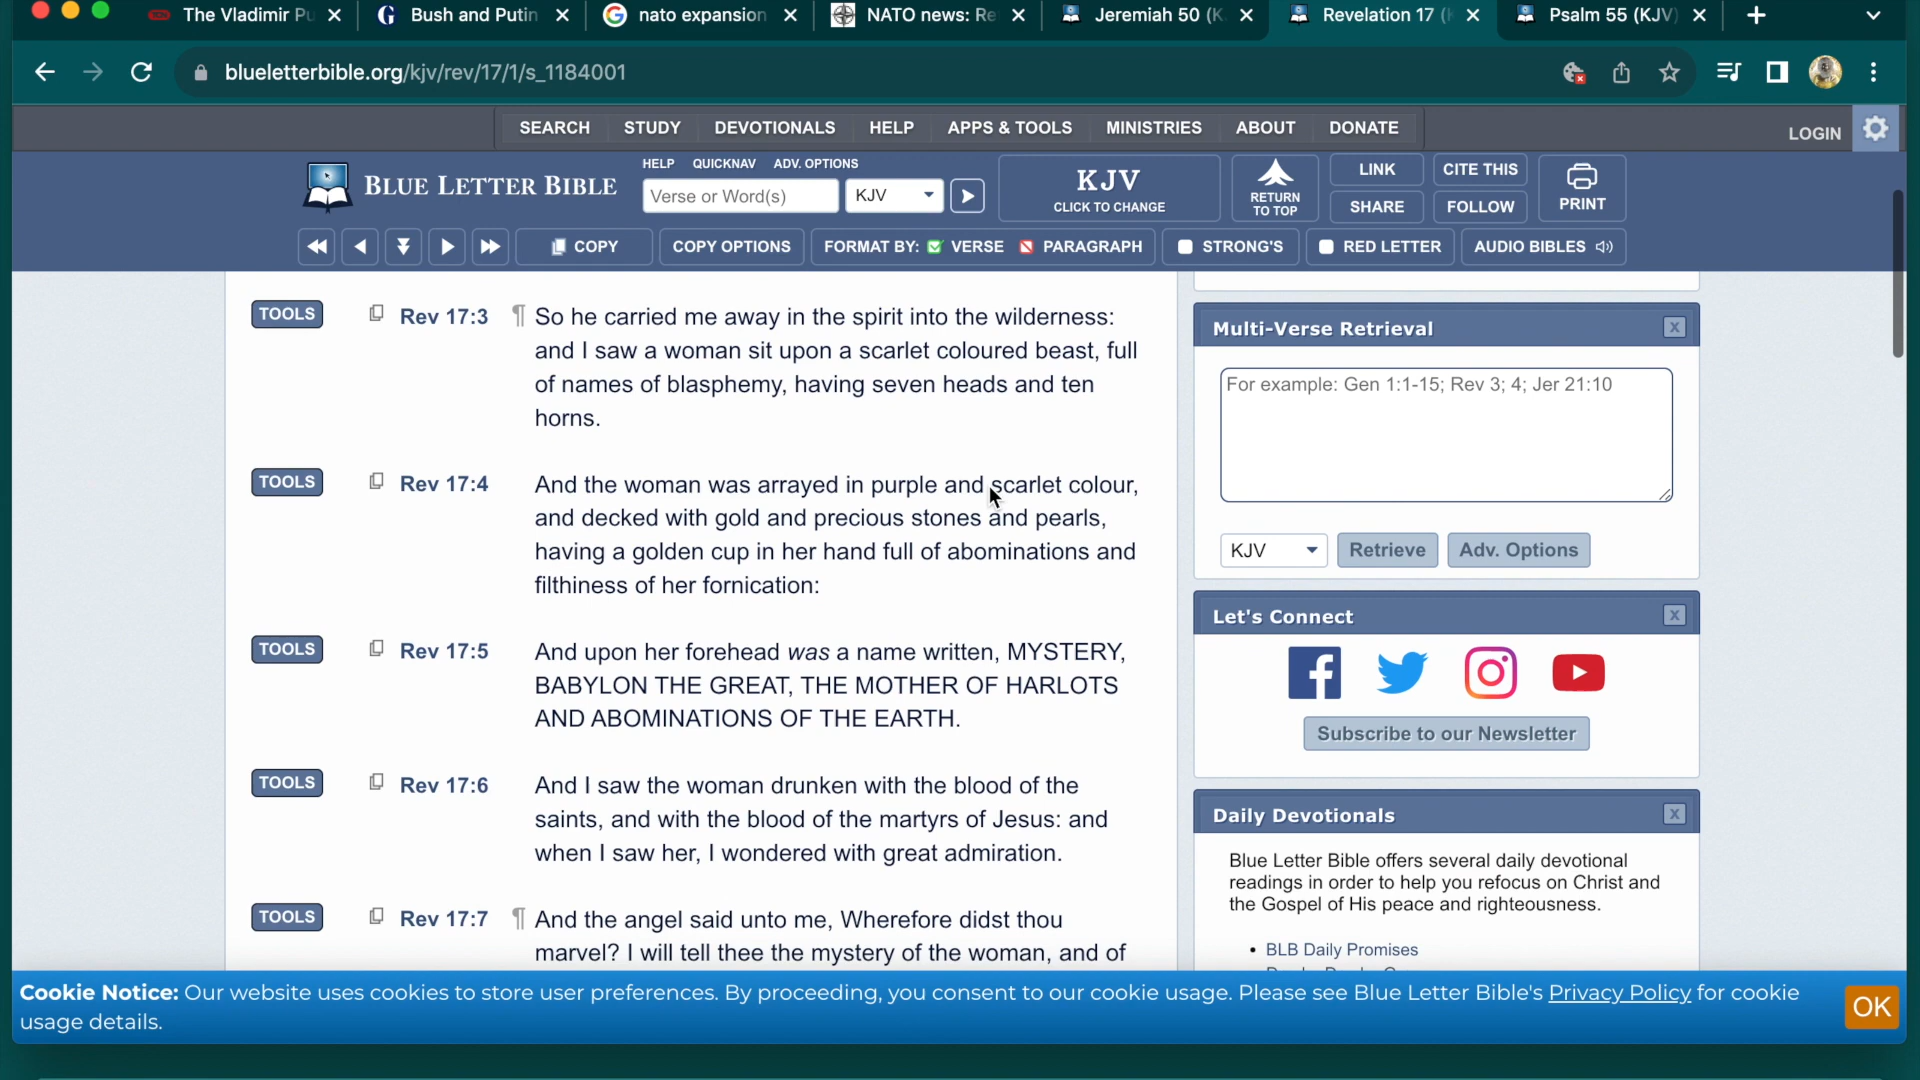 The Vladimir Pu
Bush and Putin
nato expansion
NATO news: Re
Jeremiah 50 (K
Revelation 17 (
Psalm 55 (KJV)
blueletterbible.org/kjv/rev/17/1/s_1184001
SEARCH STUDY DEVOTIONALS HELP APPS & TOOLS MINISTRIES ABOUT DONATE
LOGIN
BLUE LETTER BIBLE
HELP QUICKNAV ADV. OPTIONS
Verse or Word(s)
KJV
KJV
CLICK TO CHANGE
RETURN
TO TOP
LINK
CITE THIS
SHARE
FOLLOW
PRINT
COPY
COPY OPTIONS
FORMAT BY: VERSE PARAGRAPH
STRONG'S
RED LETTER
AUDIO BIBLES
TOOLS
Rev 17:3
¶ So he carried me away in the spirit into the wilderness:
and I saw a woman sit upon a scarlet coloured beast, full
of names of blasphemy, having seven heads and ten
horns.
TOOLS
Rev 17:4
And the woman was arrayed in purple and scarlet colour,
and decked with gold and precious stones and pearls,
having a golden cup in her hand full of abominations and
filthiness of her fornication:
TOOLS
Rev 17:5
And upon her forehead was a name written, MYSTERY,
BABYLON THE GREAT, THE MOTHER OF HARLOTS
AND ABOMINATIONS OF THE EARTH.
TOOLS
Rev 17:6
And I saw the woman drunken with the blood of the
saints, and with the blood of the martyrs of Jesus: and
when I saw her, I wondered with great admiration.
TOOLS
Rev 17:7
¶ And the angel said unto me, Wherefore didst thou
marvel? I will tell thee the mystery of the woman, and of
Multi-Verse Retrieval
For example: Gen 1:1-15; Rev 3; 4; Jer 21:10
KJV
Retrieve
Adv. Options
Let's Connect
Subscribe to our Newsletter
Daily Devotionals
Blue Letter Bible offers several daily devotional
readings in order to help you refocus on Christ and
the Gospel of His peace and righteousness.
• BLB Daily Promises
Cookie Notice: Our website uses cookies to store user preferences. By proceeding, you consent to our cookie usage. Please see Blue Letter Bible's Privacy Policy for cookie
usage details.
OK